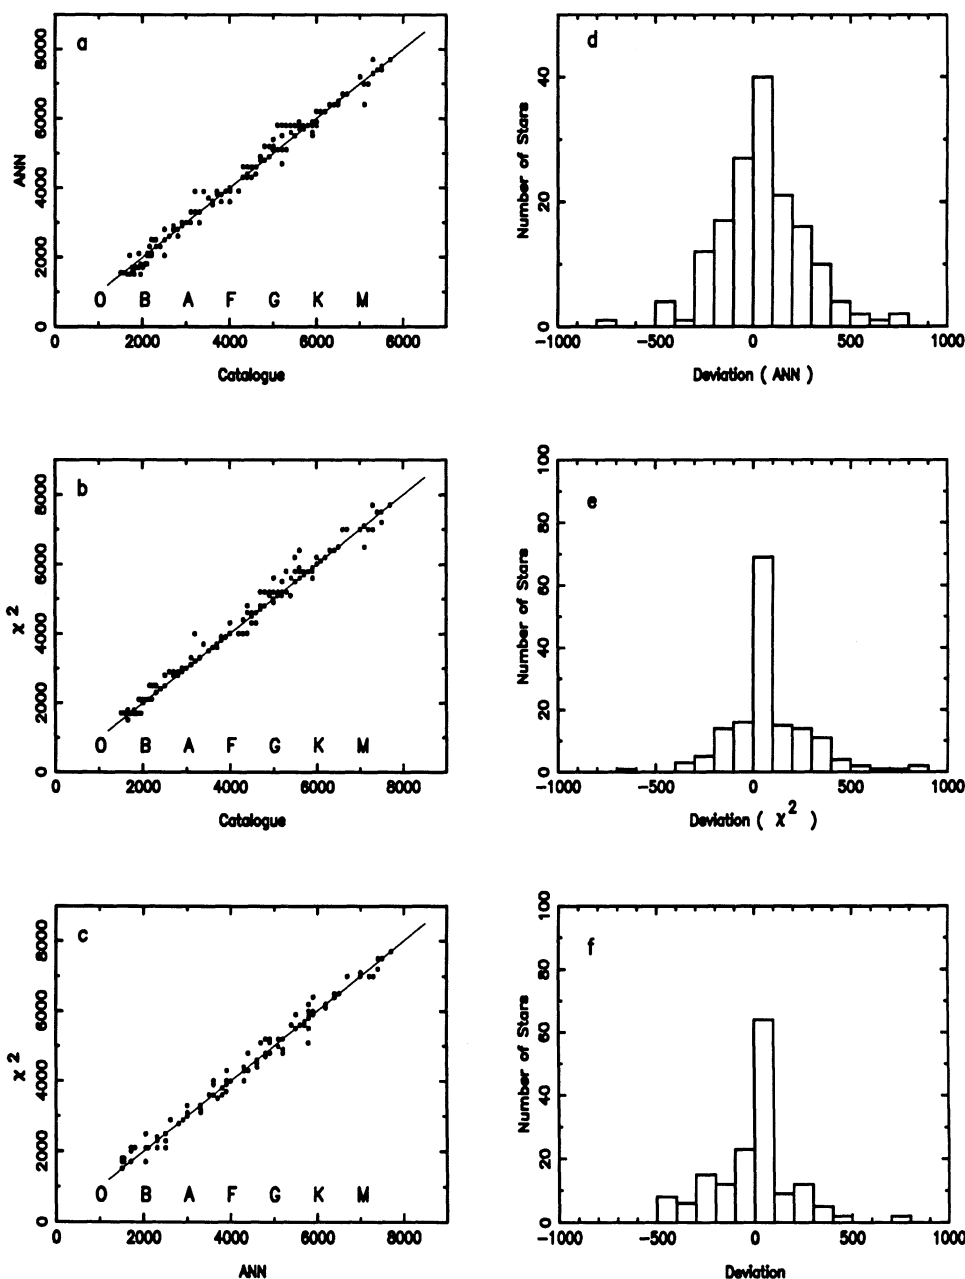 a
ANN
0 2000 4000 6000 8000
O B A F G K M
0 2000 4000 6000 6000
Catalogue
d
Number of Stars
0 20 40
−1000 −500 0 500 1000
Deviation ( ANN )
b
χ 2
0 2000 4000 6000 8000
O B A F G K M
0 2000 4000 6000 8000
Catalogue
e
Number of Stars
0 20 40 60 80 100
−1000 −500 0 500 1000
Deviation ( χ 2 )
c
χ 2
0 2000 4000 6000 8000
O B A F G K M
0 2000 4000 6000 8000
ANN
f
Number of Stars
0 20 40 60 80 100
−1000 −500 0 500 1000
Deviation